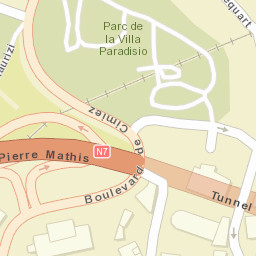 Parc de
la Villa
Paradisio
Pierre Mathis
N7
Boulevard
de
Cimiez
Tunnel